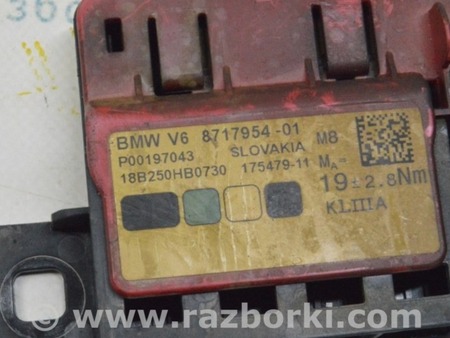 BMW V6 8717954-01 M8
P00197043 SLOVAKIA
18B250HB0730 175479-11 MA=
19±2.8Nm
KLIIIA
www.razborki.com